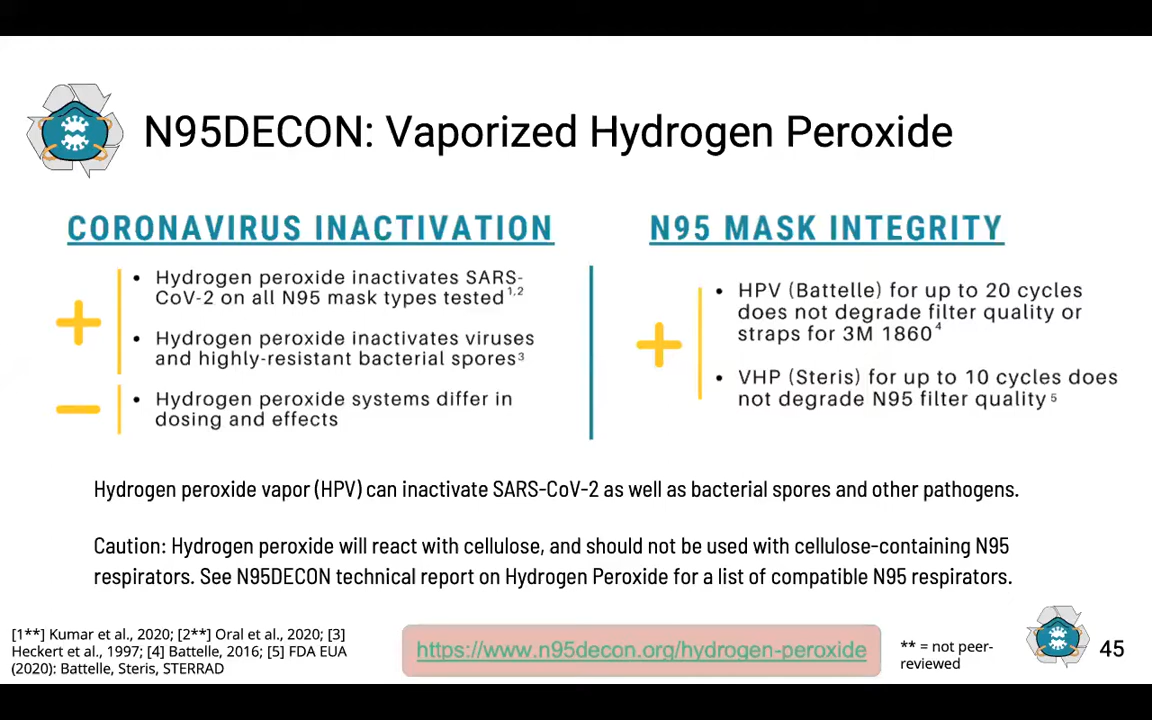 N95DECON: Vaporized Hydrogen Peroxide
CORONAVIRUS INACTIVATION
• Hydrogen peroxide inactivates SARS-
CoV-2 on all N95 mask types tested1,2
• Hydrogen peroxide inactivates viruses
and highly-resistant bacterial spores3
• Hydrogen peroxide systems differ in
dosing and effects
N95 MASK INTEGRITY
• HPV (Battelle) for up to 20 cycles
does not degrade filter quality or
straps for 3M 18604
• VHP (Steris) for up to 10 cycles does
not degrade N95 filter quality5
Hydrogen peroxide vapor (HPV) can inactivate SARS-CoV-2 as well as bacterial spores and other pathogens.
Caution: Hydrogen peroxide will react with cellulose, and should not be used with cellulose-containing N95
respirators. See N95DECON technical report on Hydrogen Peroxide for a list of compatible N95 respirators.
[1**] Kumar et al., 2020; [2**] Oral et al., 2020; [3]
Heckert et al., 1997; [4] Battelle, 2016; [5] FDA EUA
(2020): Battelle, Steris, STERRAD
https://www.n95decon.org/hydrogen-peroxide
** = not peer-
reviewed
45